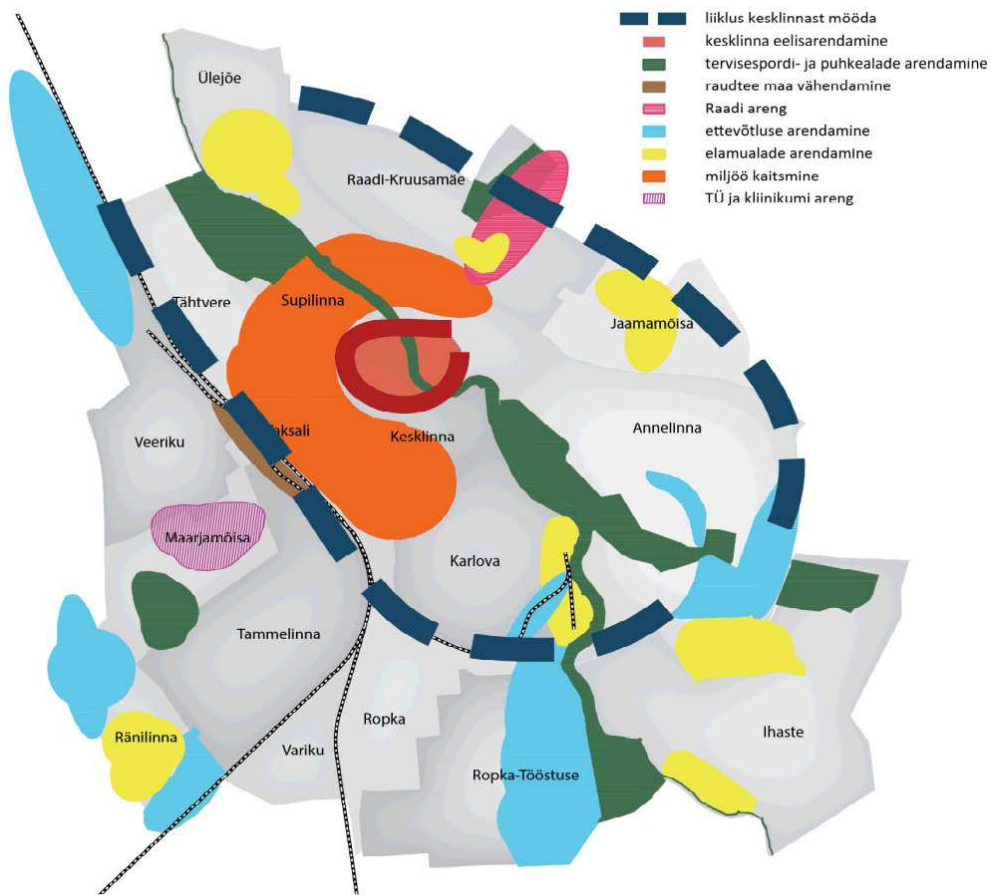 liiklus kesklinnast mööda
kesklinna eelisarendamine
tervisespordi- ja puhkealade arendamine
raudtee maa vähendamine
Raadi areng
ettevõtluse arendamine
elamualade arendamine
miljöö kaitsmine
TÜ ja kliinikumi areng
Ülejõe
Raadi-Kruusamäe
Tähtvere
Supilinna
Jaamamõisa
Veeriku
aksali
Kesklinna
Annelinna
Maarjamõisa
Karlova
Tammelinna
Ränilinna
Variku
Ropka
Ropka-Tööstuse
Ihaste